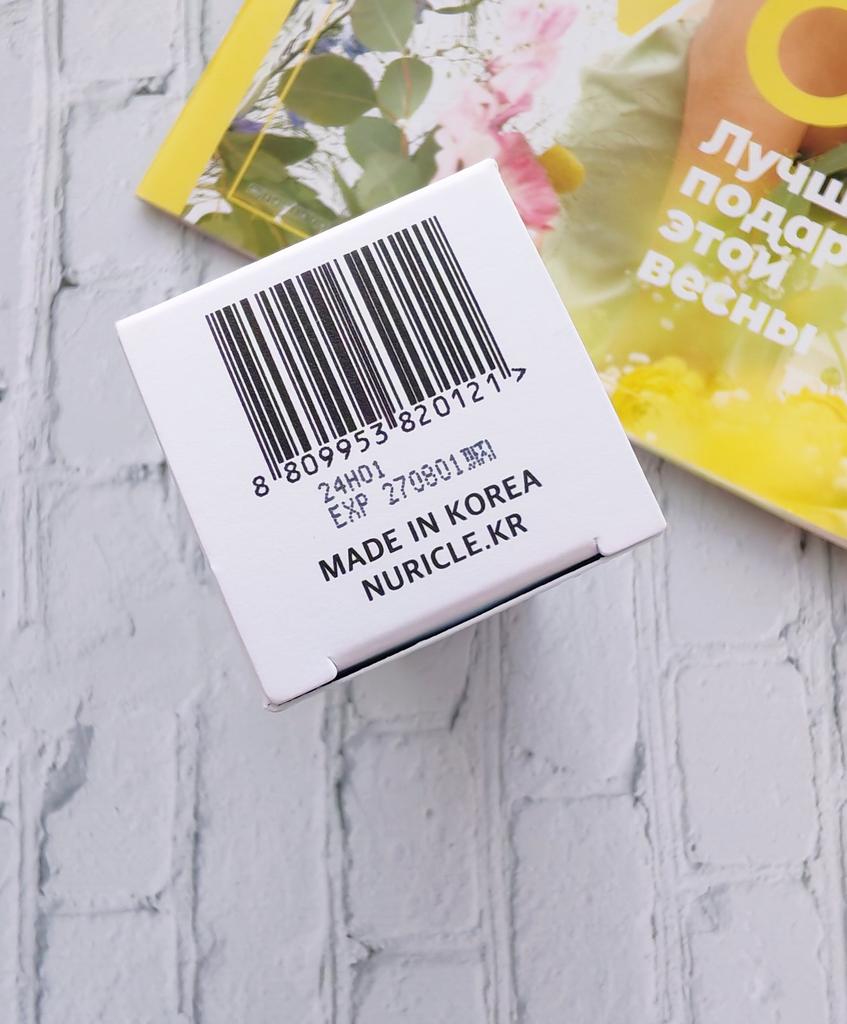 Лучш
подар
этой
весны
8 809953 820121 >
24H01
EXP 270801
MADE IN KOREA
NURICLE.KR